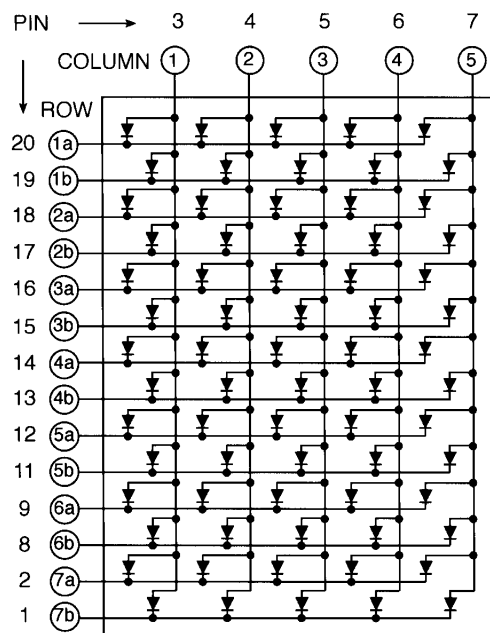 PIN 3 4 5 6 7
COLUMN 1 2 3 4 5
ROW
20 1a
19 1b
18 2a
17 2b
16 3a
15 3b
14 4a
13 4b
12 5a
11 5b
9 6a
8 6b
2 7a
1 7b